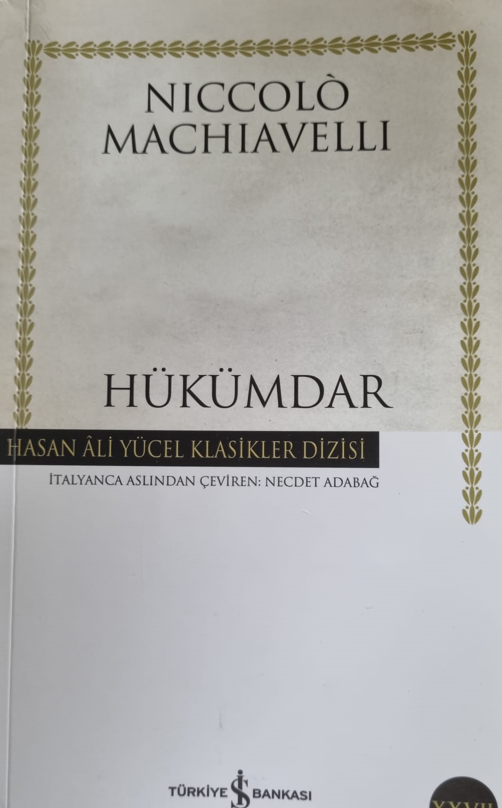 NICCOLÒ
MACHIAVELLI
HÜKÜMDAR
HASAN ÂLİ YÜCEL KLASİKLER DİZİSİ
İTALYANCA ASLINDAN ÇEVİREN: NECDET ADABAĞ
TÜRKİYE İŞ BANKASI